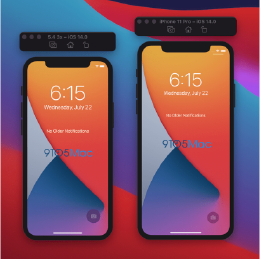 5.4 5s – iOS 14.0
iPhone 11 Pro – iOS 14.0
6:15
Wednesday, July 22
No Older Notifications
9TO5Mac
6:15
Wednesday, July 22
No Older Notifications
9TO5Mac